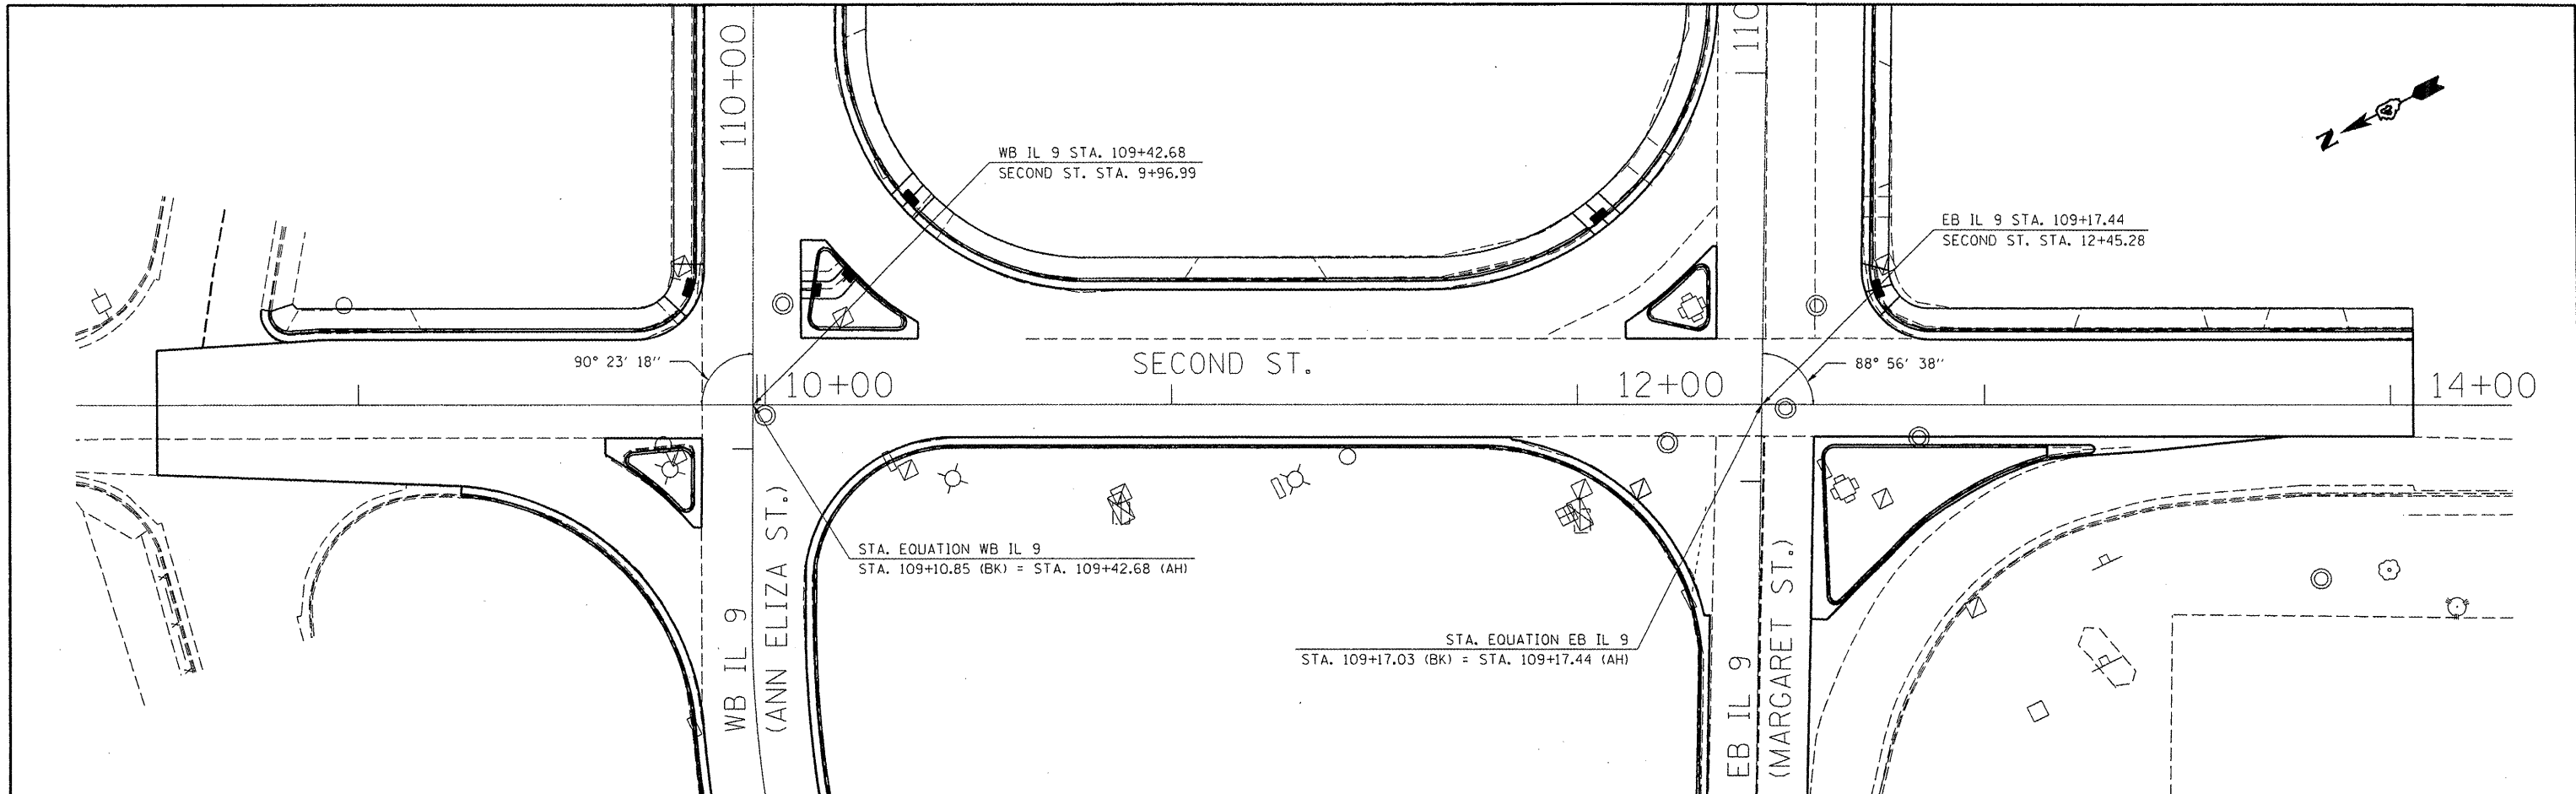 110+00
110
N
WB IL 9 STA. 109+42.68
SECOND ST. STA. 9+96.99
EB IL 9 STA. 109+17.44
SECOND ST. STA. 12+45.28
90° 23' 18"
SECOND ST.
88° 56' 38"
10+00
12+00
14+00
STA. EQUATION WB IL 9
STA. 109+10.85 (BK) = STA. 109+42.68 (AH)
STA. EQUATION EB IL 9
STA. 109+17.03 (BK) = STA. 109+17.44 (AH)
WB IL 9
(ANN ELIZA ST.)
EB IL 9
(MARGARET ST.)